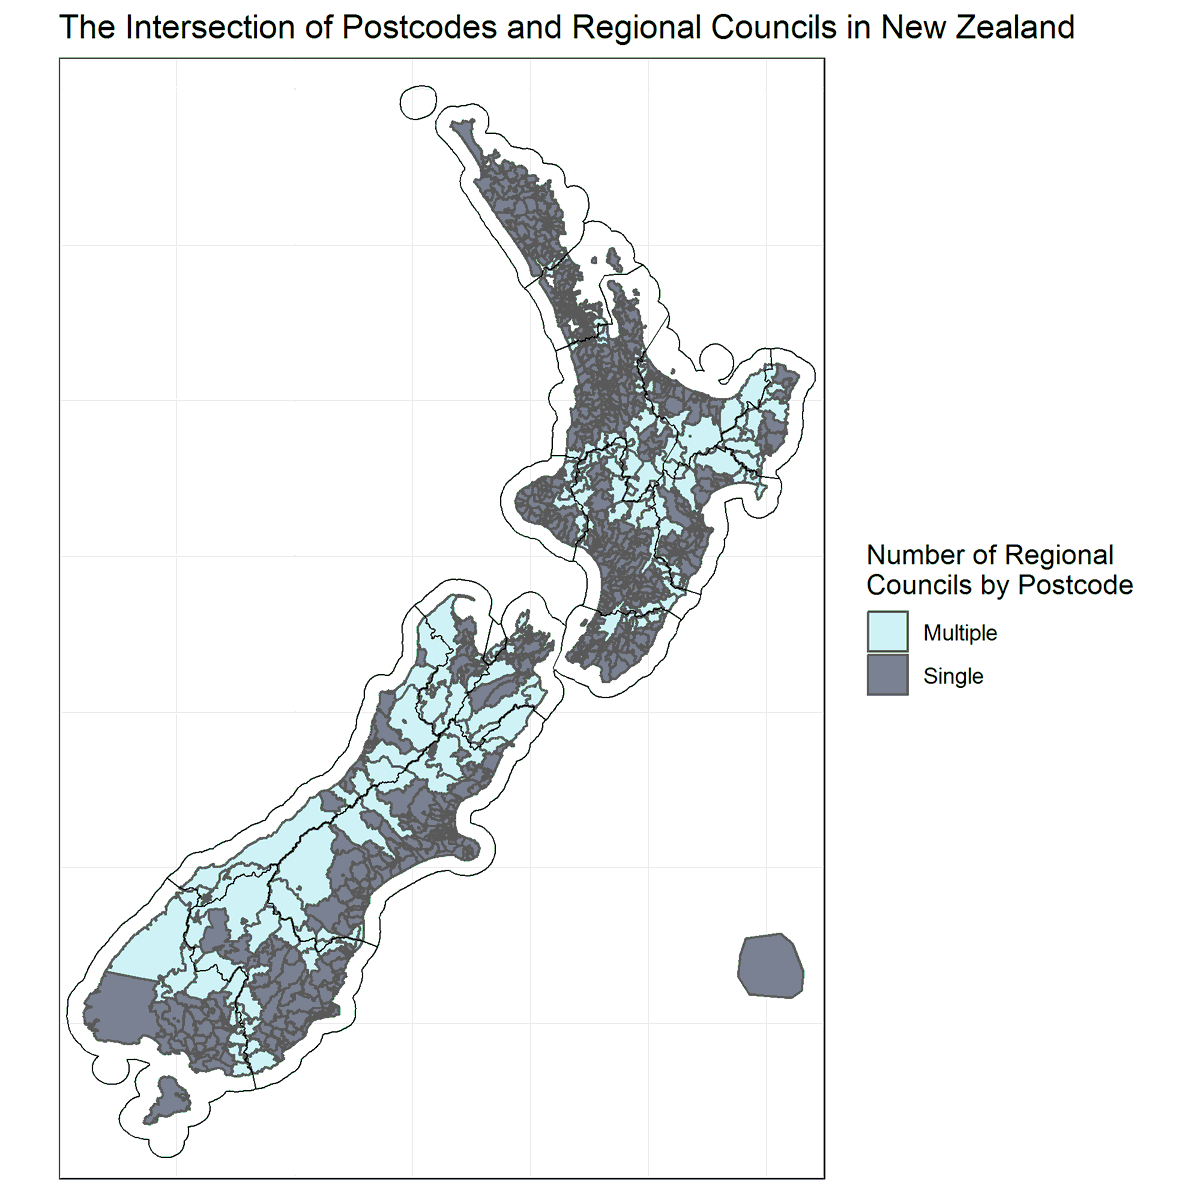 The Intersection of Postcodes and Regional Councils in New Zealand
Number of Regional
Councils by Postcode
Multiple
Single